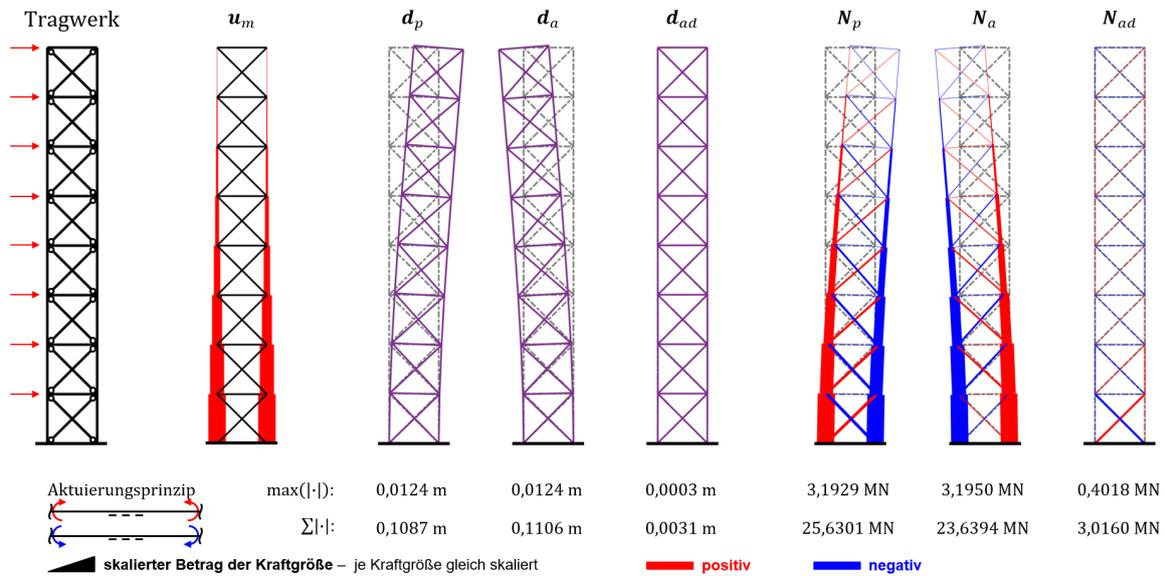 Tragwerk u_m d_p d_a d_ad N_p N_a N_ad
Aktuierungsprinzip max(|·|): 0,0124 m 0,0124 m 0,0003 m 3,1929 MN 3,1950 MN 0,4018 MN
∑|·|: 0,1087 m 0,1106 m 0,0031 m 25,6301 MN 23,6394 MN 3,0160 MN
skalierter Betrag der Kraftgröße – je Kraftgröße gleich skaliert positiv negativ